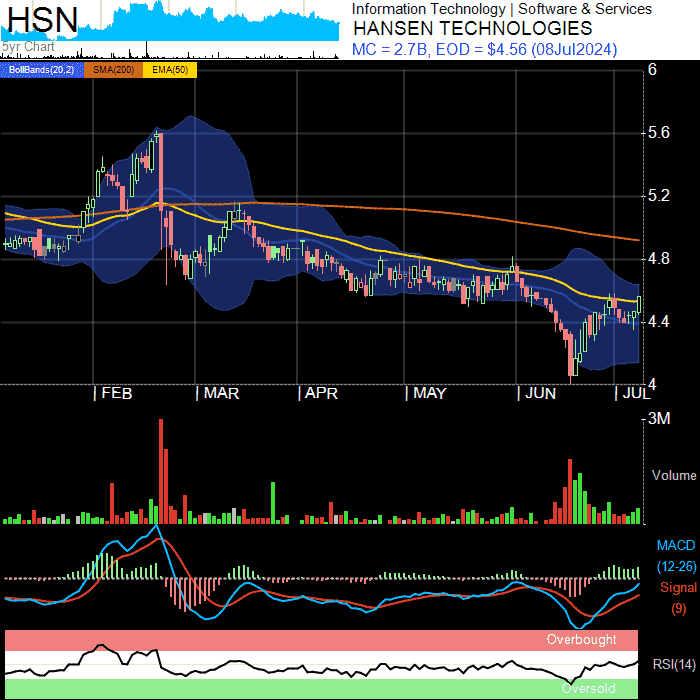 HSN
5yr Chart
Information Technology | Software & Services
HANSEN TECHNOLOGIES
MC = 2.7B, EOD = $4.56 (08Jul2024)
BollBands(20,2) SMA(200) EMA(50)
6
5.6
5.2
4.8
4.4
4
| FEB | MAR | APR | MAY | JUN | JUL
3M
Volume
MACD
(12-26)
Signal
(9)
Overbought
RSI(14)
Oversold